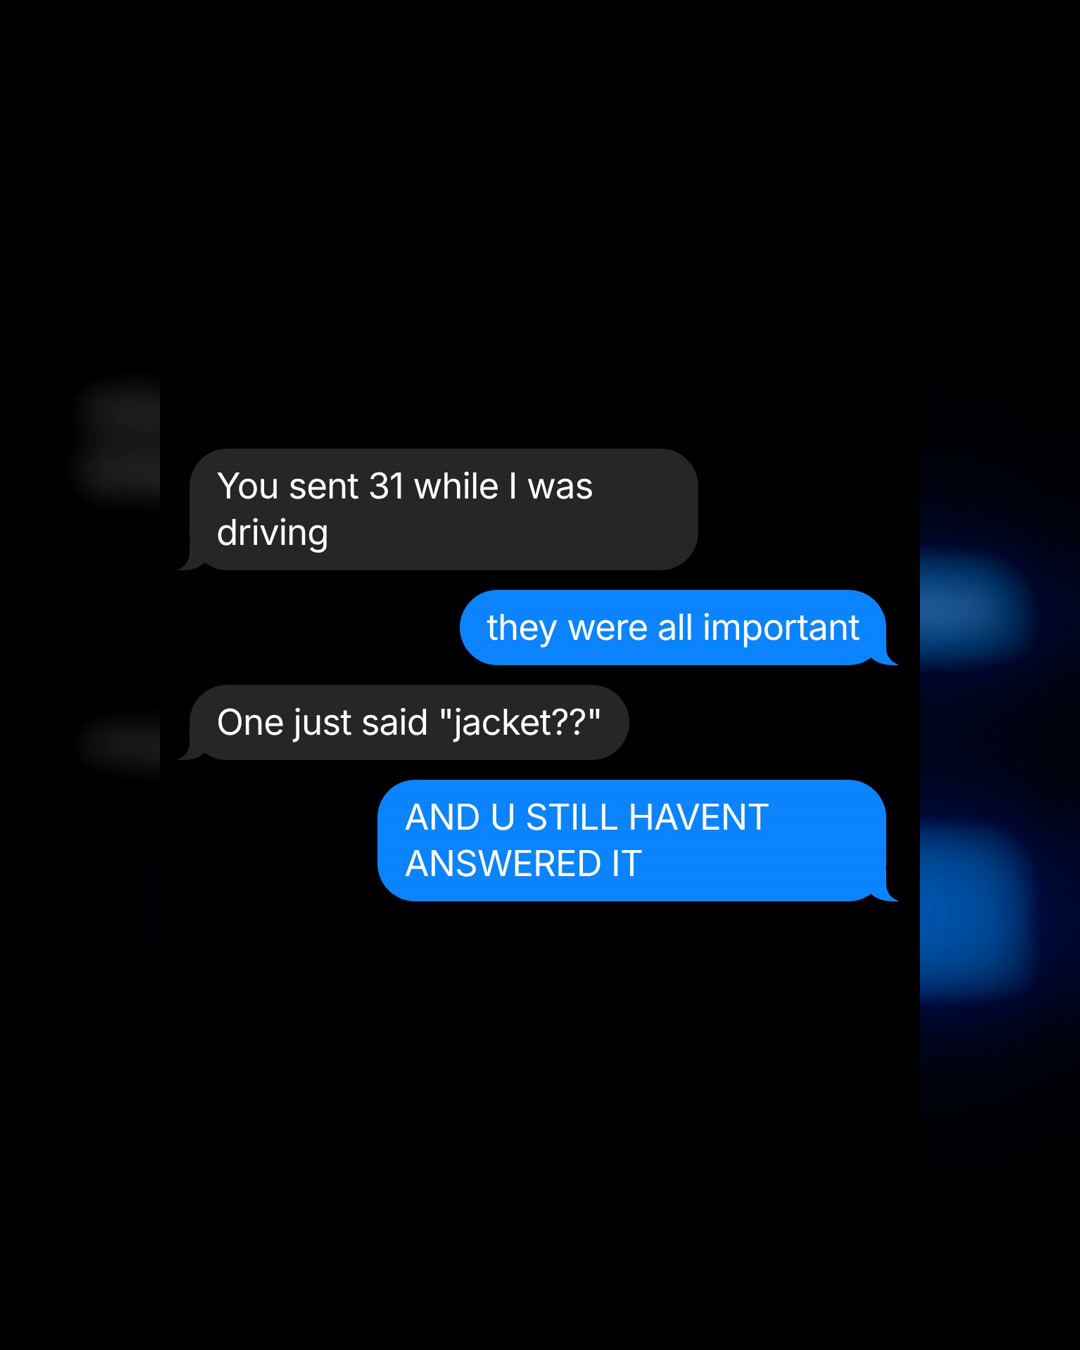 You sent 31 while I was
driving
they were all important
One just said "jacket??"
AND U STILL HAVENT
ANSWERED IT